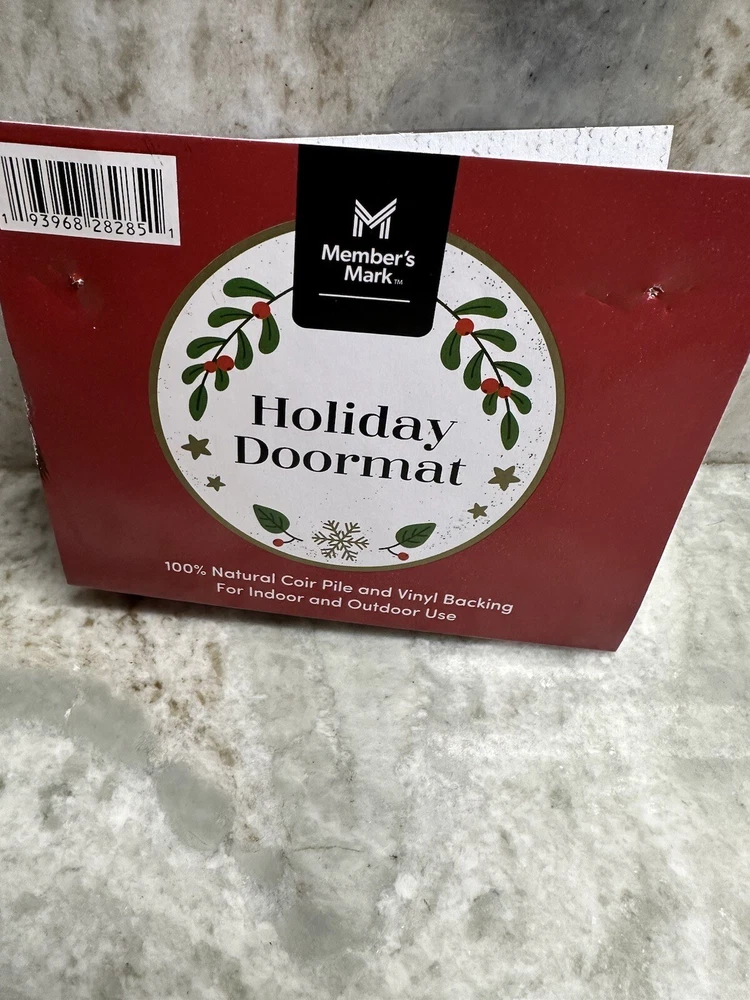 1 93968 28285 1
Member's
Mark™
Holiday
Doormat
100% Natural Coir Pile and Vinyl Backing
For Indoor and Outdoor Use